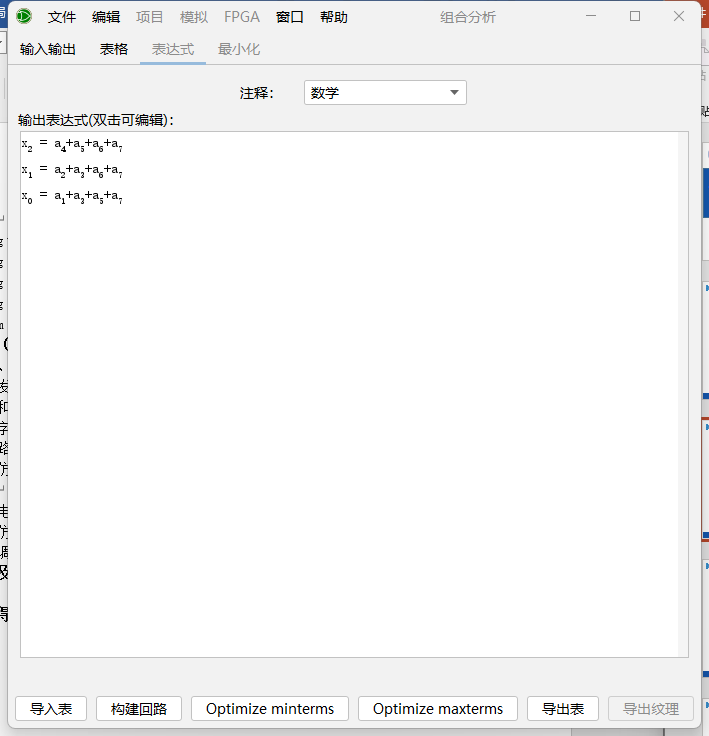 文件 编辑 项目 模拟 FPGA 窗口 帮助 组合分析
输入输出 表格 表达式 最小化
注释： 数学
输出表达式(双击可编辑)：
x₂ = a₄+a₅+a₆+a₇
x₁ = a₂+a₃+a₆+a₇
x₀ = a₁+a₃+a₅+a₇
导入表 构建回路 Optimize minterms Optimize maxterms 导出表 导出纹理